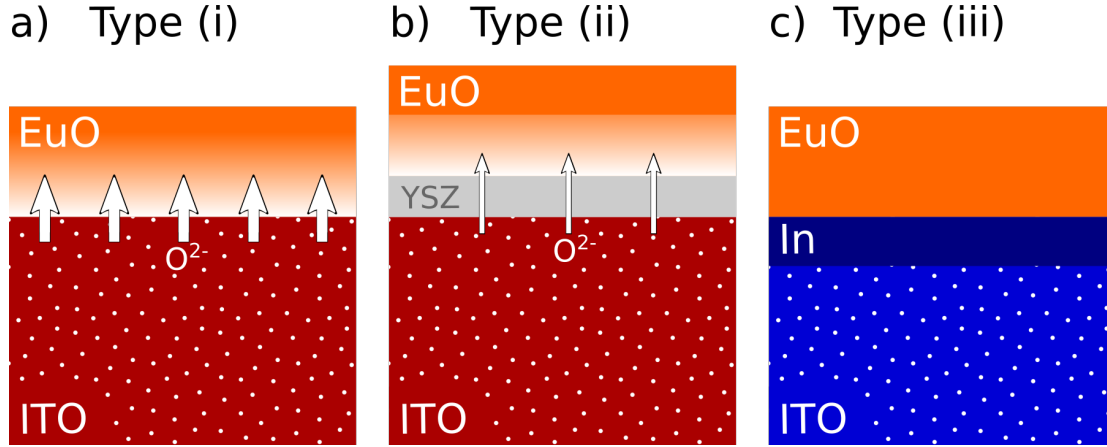 a) Type (i)
EuO
O²⁻
ITO
b) Type (ii)
EuO
YSZ
O²⁻
ITO
c) Type (iii)
EuO
In
ITO